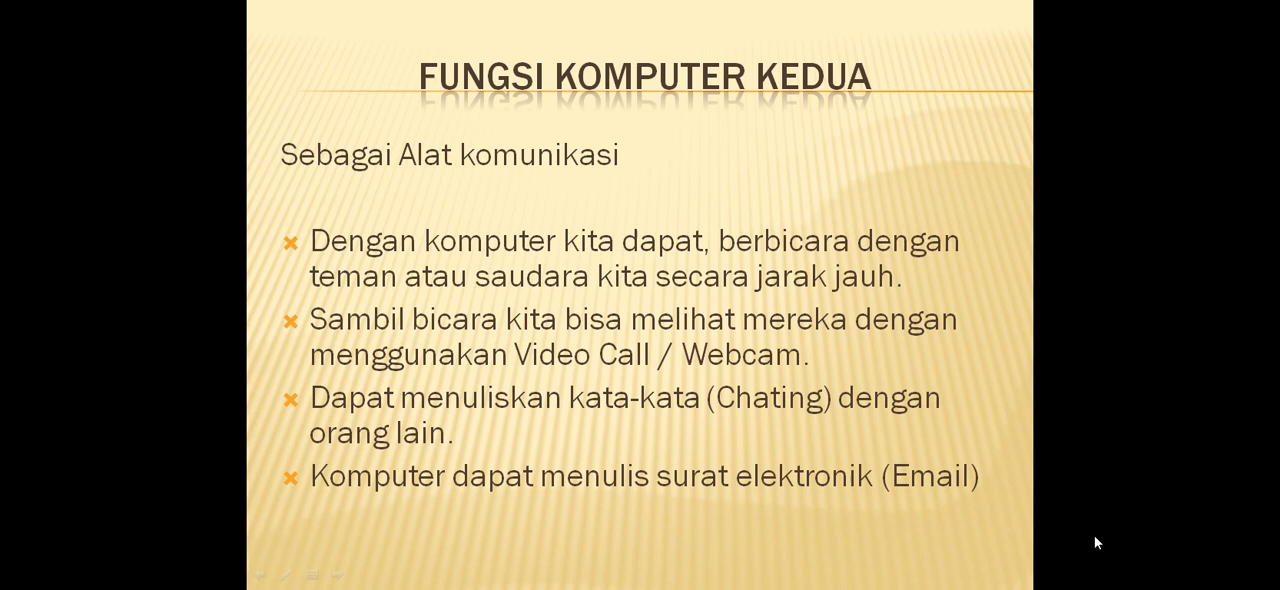 FUNGSI KOMPUTER KEDUA
Sebagai Alat komunikasi
Dengan komputer kita dapat, berbicara dengan
teman atau saudara kita secara jarak jauh.
Sambil bicara kita bisa melihat mereka dengan
menggunakan Video Call / Webcam.
Dapat menuliskan kata-kata (Chating) dengan
orang lain.
Komputer dapat menulis surat elektronik (Email)